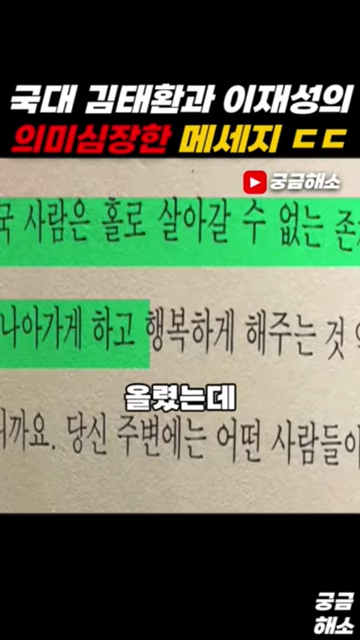 국대 김태환과 이재성의
의미심장한 메세지 ㄷㄷ
궁금해소
사람은 홀로 살아갈 수 없는
나아가게 하고 행복하게 해주는 것
올렸는데
니까요. 당신 주변에는 어떤 사람들이
궁금
해소